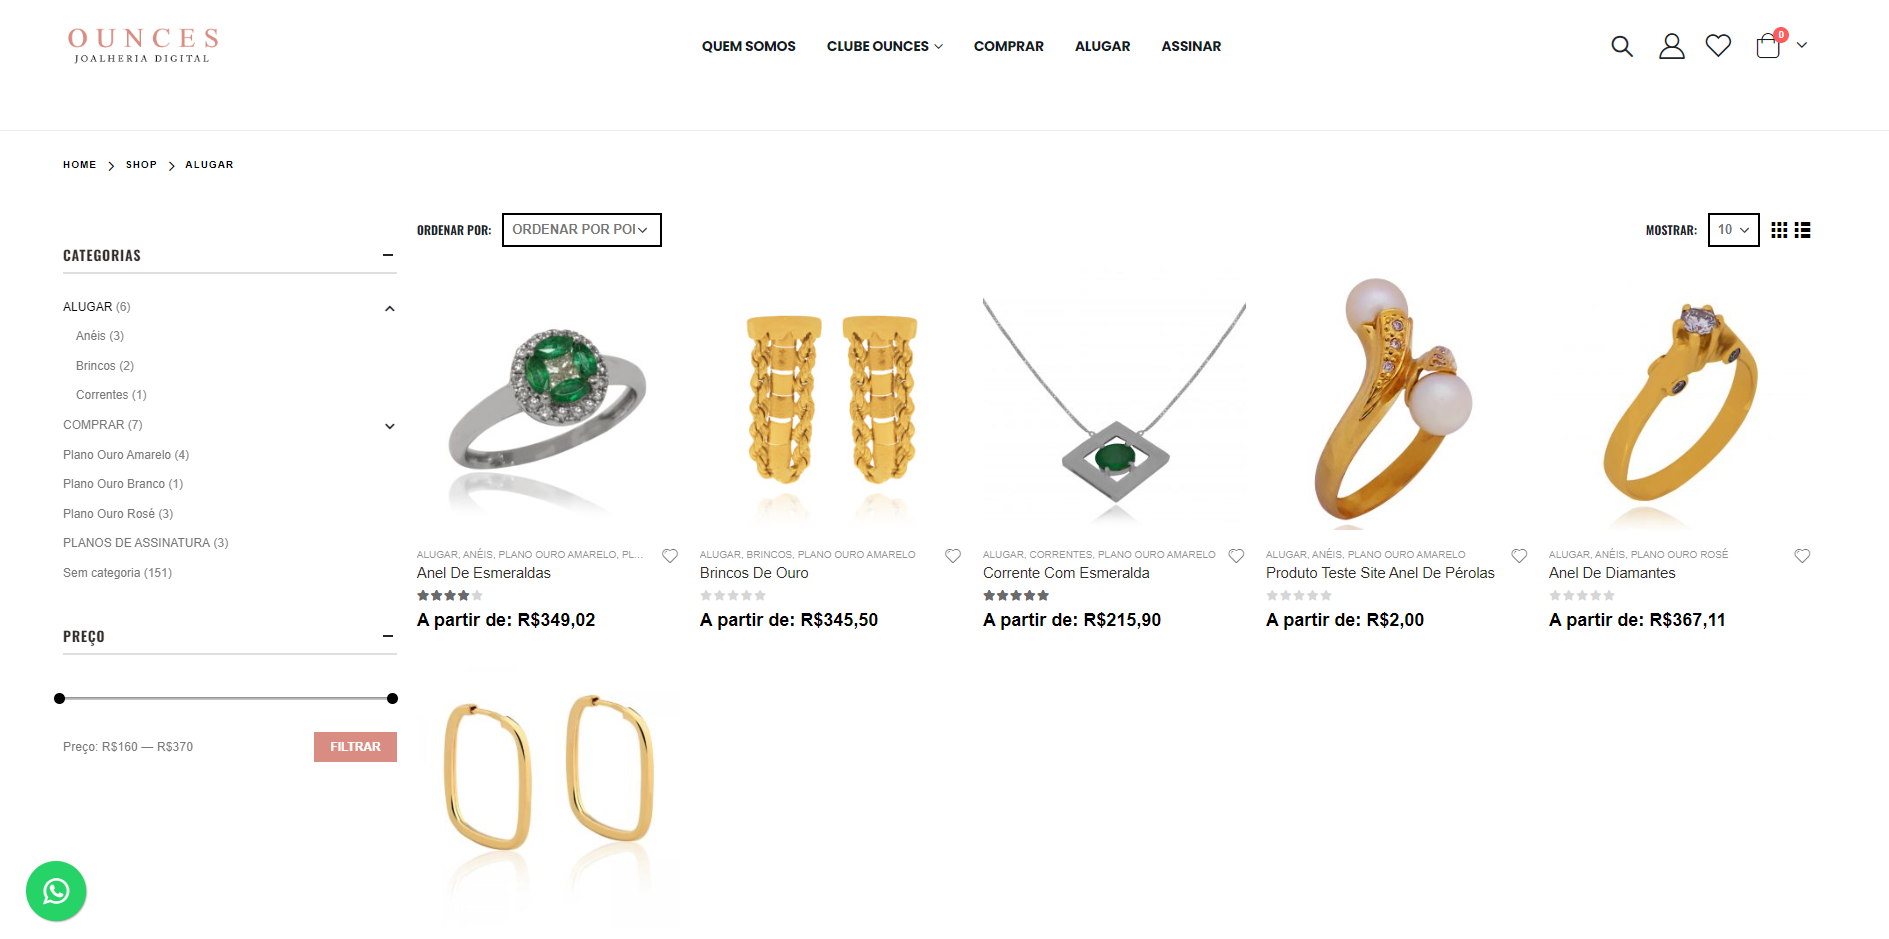 OUNCES
JOALHERIA DIGITAL
QUEM SOMOS
CLUBE OUNCES
COMPRAR
ALUGAR
ASSINAR
0
HOME
SHOP
ALUGAR
ORDENAR POR:
ORDENAR POR POI
MOSTRAR:
10
CATEGORIAS
ALUGAR (6)
Anéis (3)
Brincos (2)
Correntes (1)
COMPRAR (7)
Plano Ouro Amarelo (4)
Plano Ouro Branco (1)
Plano Ouro Rosé (3)
PLANOS DE ASSINATURA (3)
Sem categoria (151)
PREÇO
Preço: R$160 — R$370
FILTRAR
ALUGAR, ANÉIS, PLANO OURO AMARELO, PL...
Anel De Esmeraldas
A partir de: R$349,02
ALUGAR, BRINCOS, PLANO OURO AMARELO
Brincos De Ouro
A partir de: R$345,50
ALUGAR, CORRENTES, PLANO OURO AMARELO
Corrente Com Esmeralda
A partir de: R$215,90
ALUGAR, ANÉIS, PLANO OURO AMARELO
Produto Teste Site Anel De Pérolas
A partir de: R$2,00
ALUGAR, ANÉIS, PLANO OURO ROSÉ
Anel De Diamantes
A partir de: R$367,11